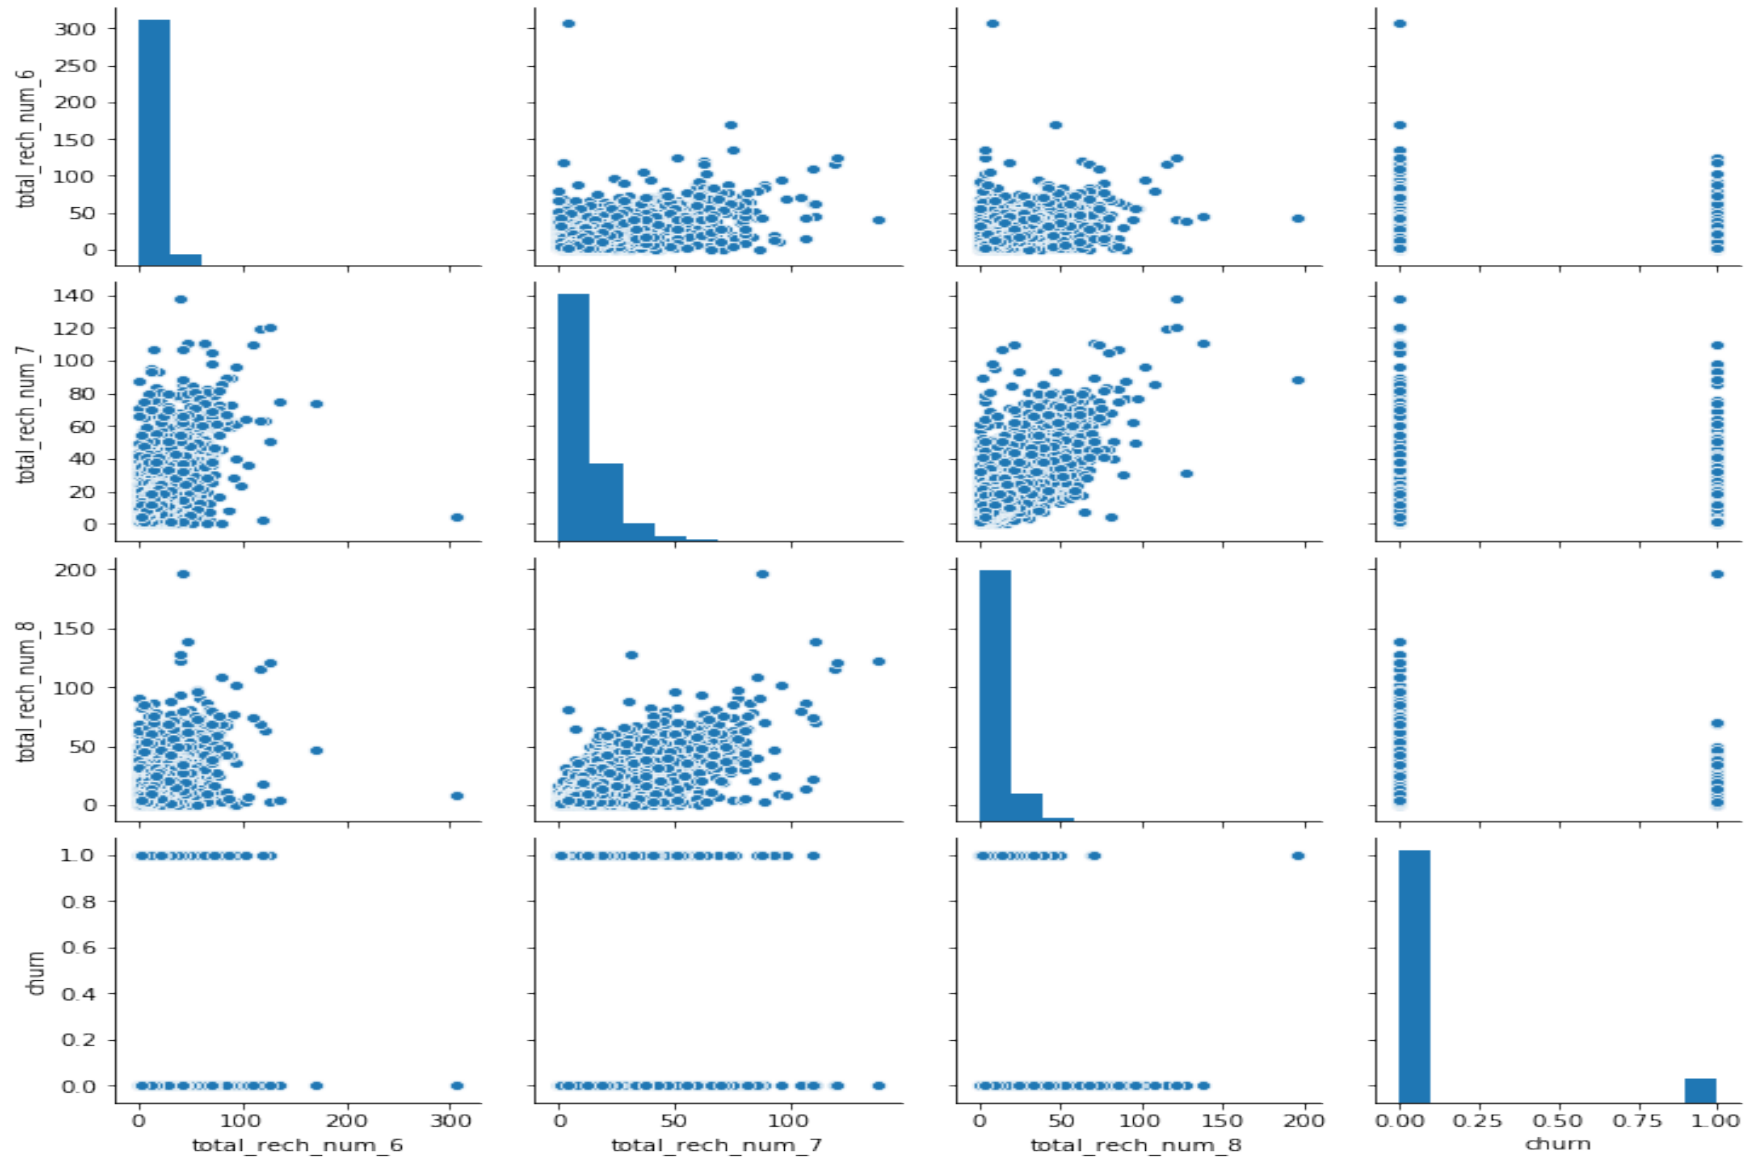 300
250
200
150
100
50
0
total_rech_num_6
140
120
100
80
60
40
20
0
total_rech_num_7
200
150
100
50
0
total_rech_num_8
1.0
0.8
0.6
0.4
0.2
0.0
churn
0 100 200 300
total_rech_num_6
0 50 100
total_rech_num_7
0 50 100 150 200
total_rech_num_8
0.00 0.25 0.50 0.75 1.00
churn